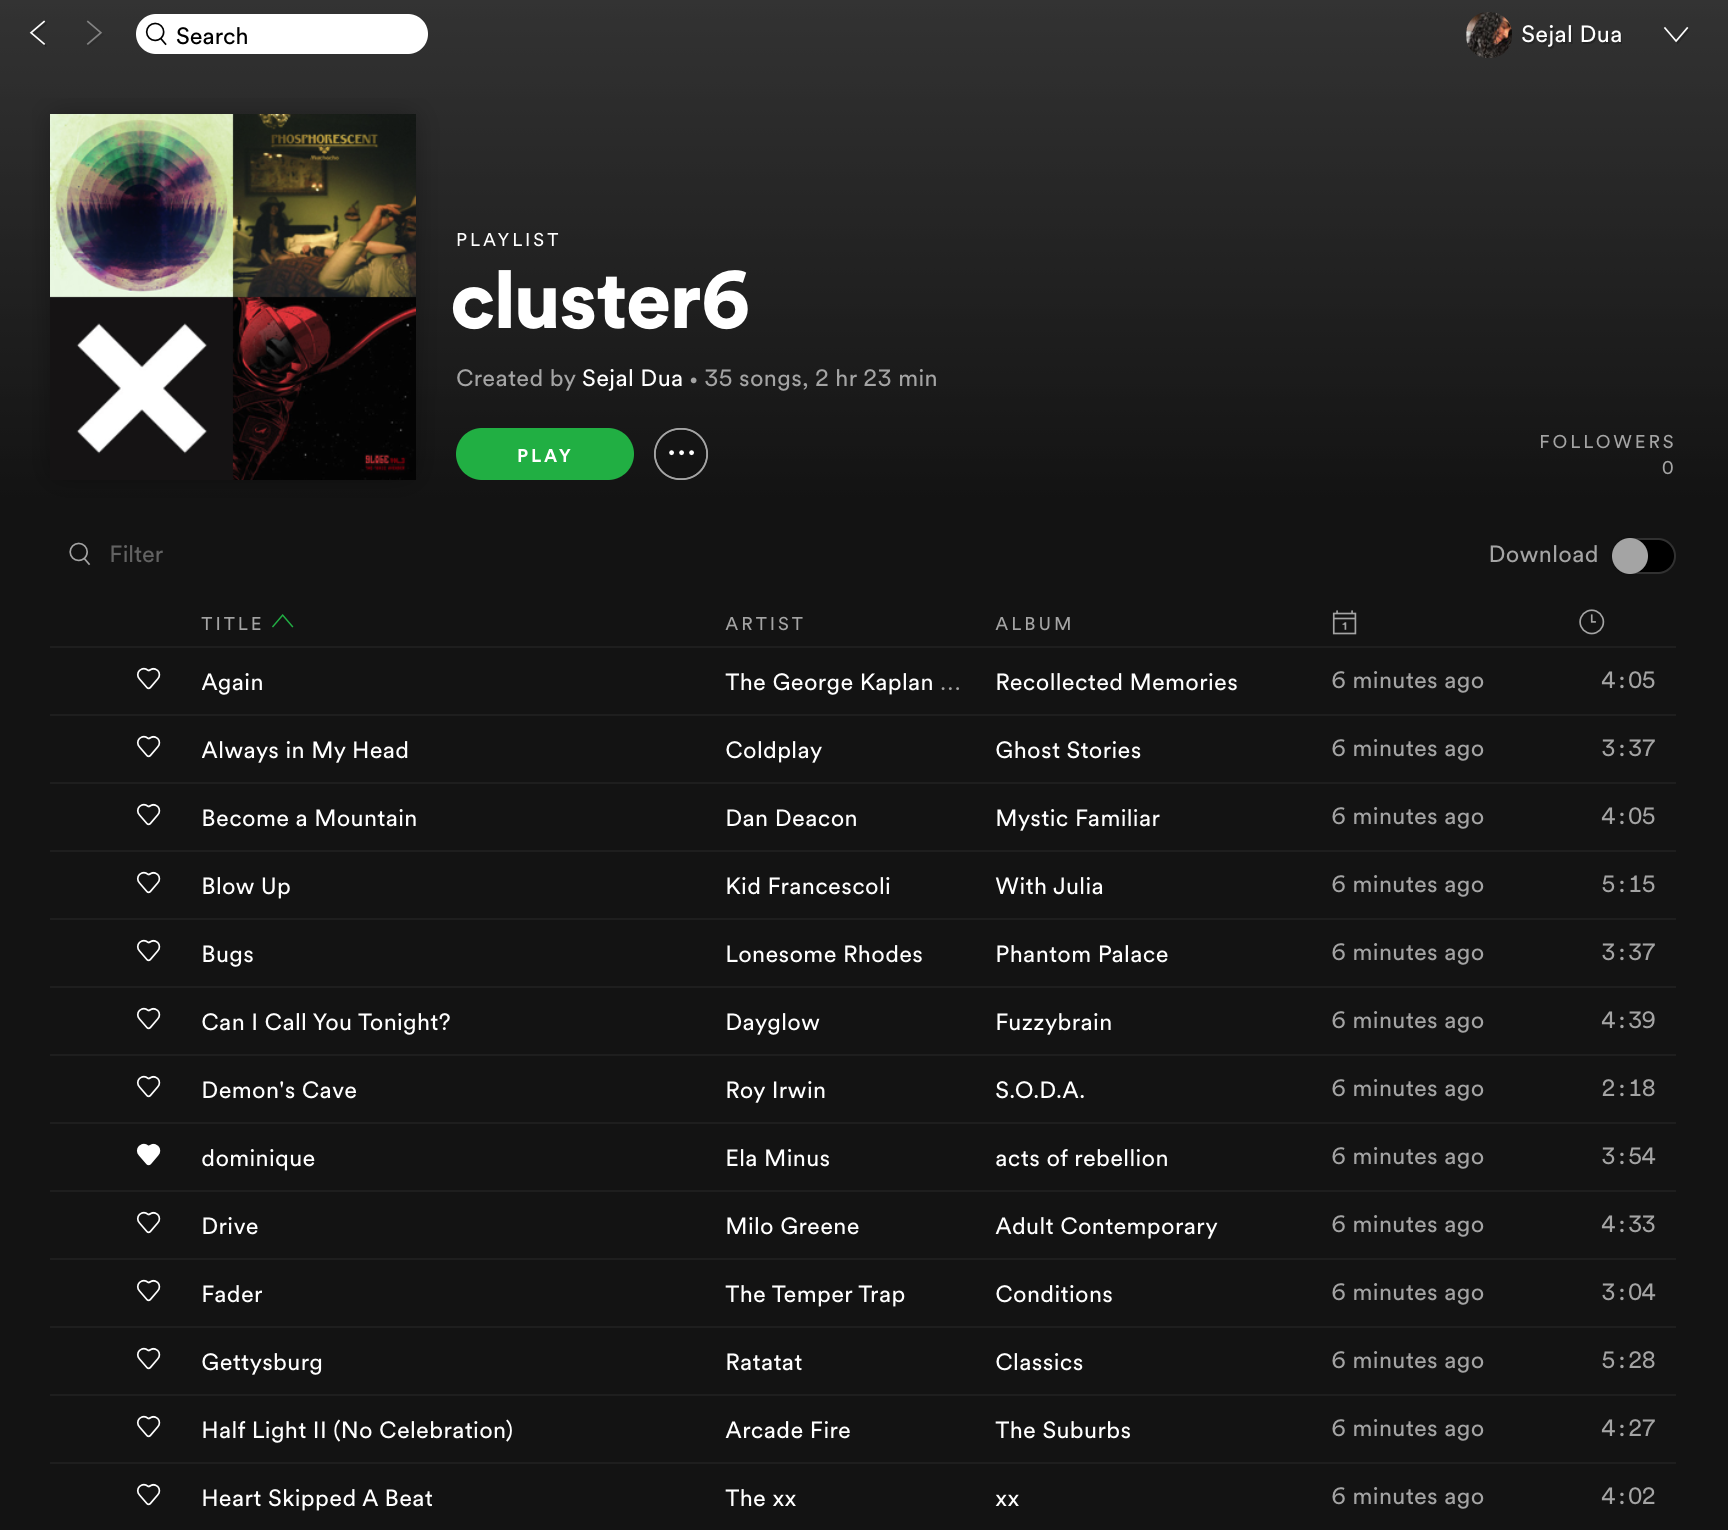 Search
Sejal Dua
PHOSPHORESCENT
PLAYLIST
cluster6
Created by Sejal Dua • 35 songs, 2 hr 23 min
PLAY
FOLLOWERS
0
Filter
Download
TITLE ARTIST ALBUM 1
Again The George Kaplan ... Recollected Memories 6 minutes ago 4:05
Always in My Head Coldplay Ghost Stories 6 minutes ago 3:37
Become a Mountain Dan Deacon Mystic Familiar 6 minutes ago 4:05
Blow Up Kid Francescoli With Julia 6 minutes ago 5:15
Bugs Lonesome Rhodes Phantom Palace 6 minutes ago 3:37
Can I Call You Tonight? Dayglow Fuzzybrain 6 minutes ago 4:39
Demon's Cave Roy Irwin S.O.D.A. 6 minutes ago 2:18
dominique Ela Minus acts of rebellion 6 minutes ago 3:54
Drive Milo Greene Adult Contemporary 6 minutes ago 4:33
Fader The Temper Trap Conditions 6 minutes ago 3:04
Gettysburg Ratatat Classics 6 minutes ago 5:28
Half Light II (No Celebration) Arcade Fire The Suburbs 6 minutes ago 4:27
Heart Skipped A Beat The xx xx 6 minutes ago 4:02